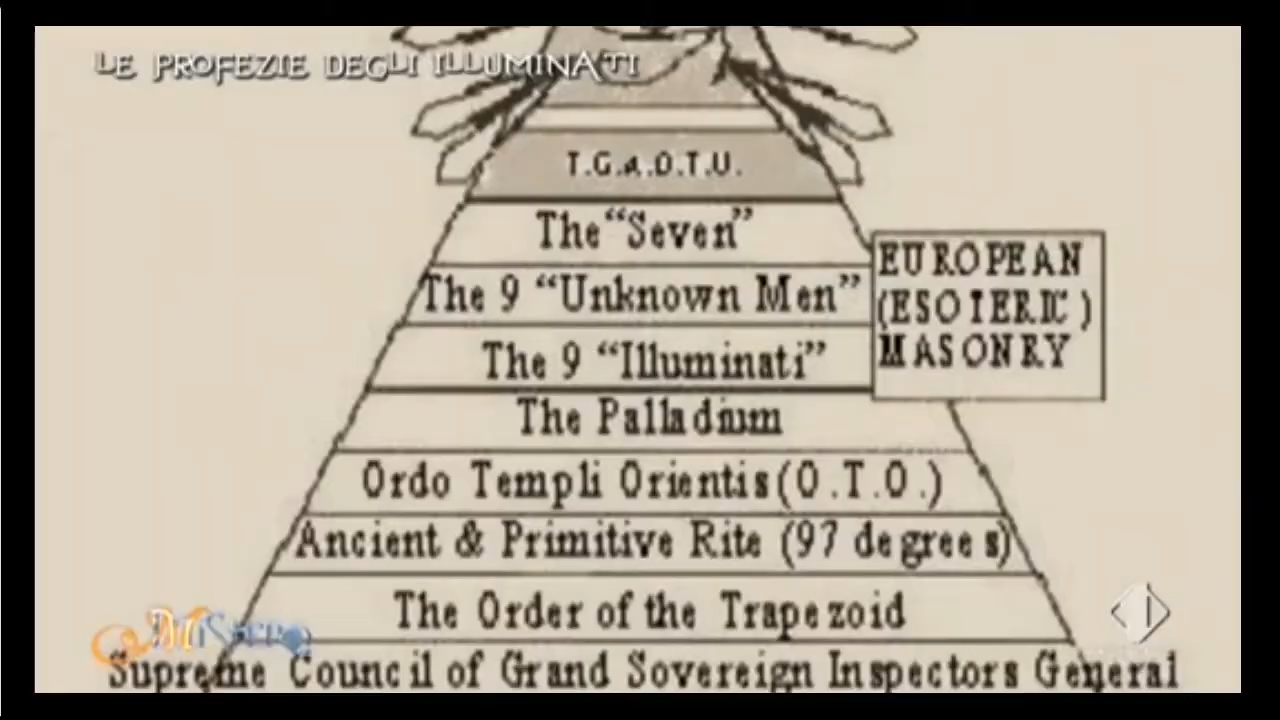 LE PROFEZIE DEGLI ILLUMINATI
T.G.A.O.T.U.
The "Seven"
The 9 "Unknown Men"
The 9 "Illuminati"
EUROPEAN
(ESOTERIC)
MASONRY
The Palladium
Ordo Templi Orientis (O.T.O.)
Ancient & Primitive Rite (97 degrees)
The Order of the Trapezoid
Mistero
Supreme Council of Grand Sovereign Inspectors General